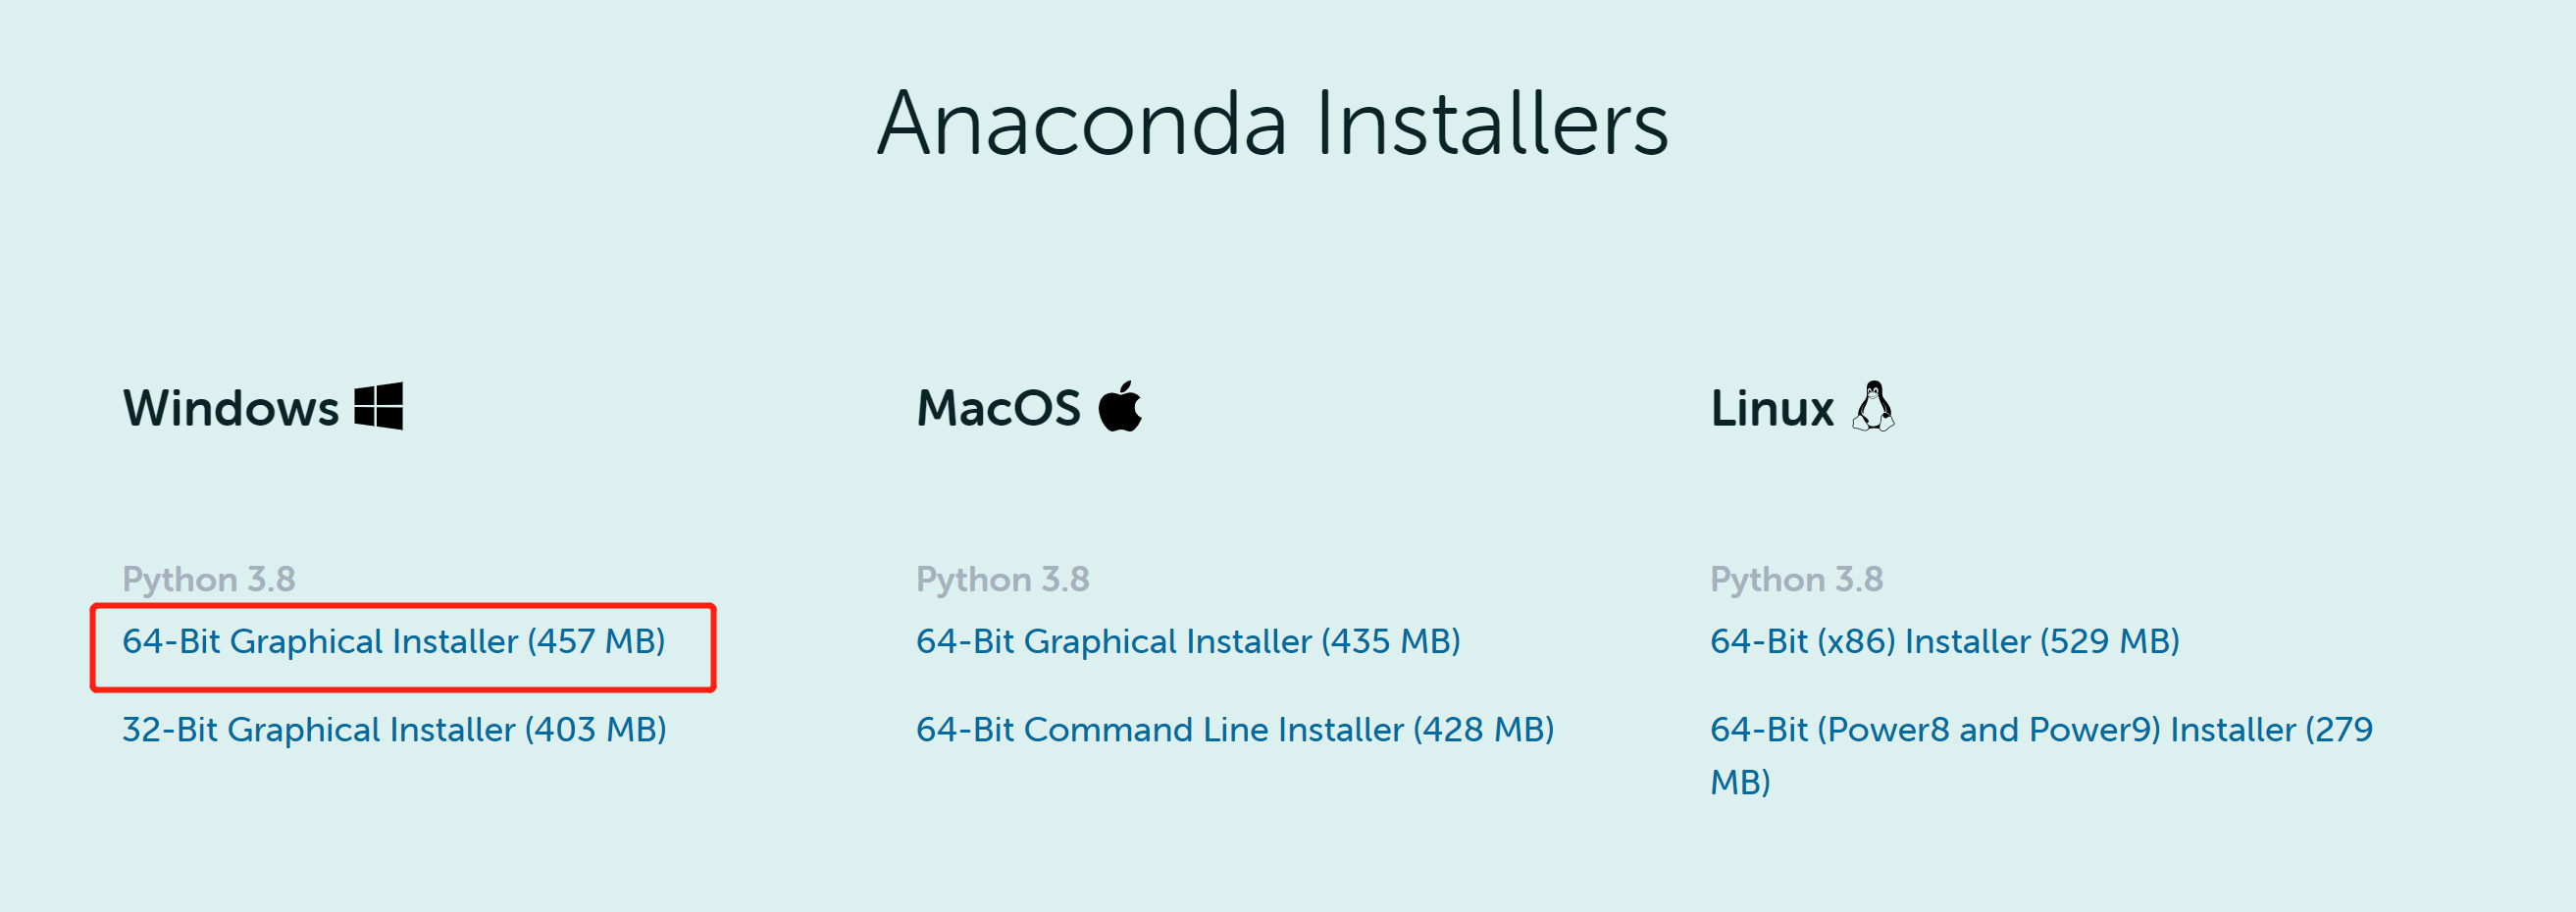 Anaconda Installers
Windows
Python 3.8
64-Bit Graphical Installer (457 MB)
32-Bit Graphical Installer (403 MB)
MacOS
Python 3.8
64-Bit Graphical Installer (435 MB)
64-Bit Command Line Installer (428 MB)
Linux
Python 3.8
64-Bit (x86) Installer (529 MB)
64-Bit (Power8 and Power9) Installer (279
MB)